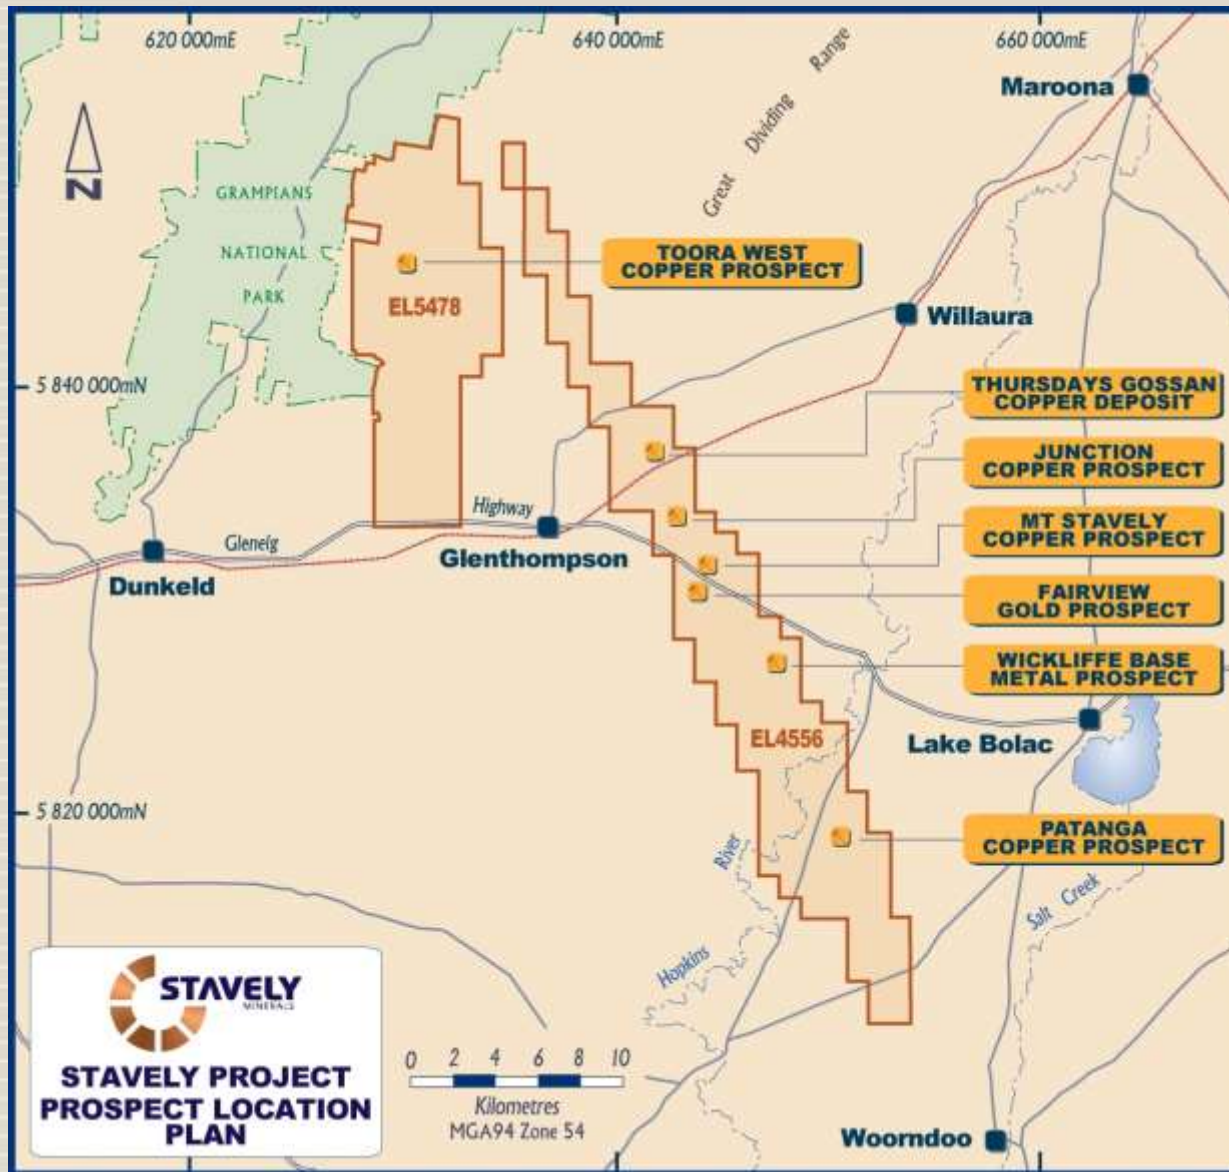 620 000mE
640 000mE
660 000mE
Maroona
Great Dividing Range
N
GRAMPIANS
NATIONAL
PARK
TOORA WEST
COPPER PROSPECT
EL5478
Willaura
5 840 000mN
THURSDAYS GOSSAN
COPPER DEPOSIT
JUNCTION
COPPER PROSPECT
Highway
Glenelg
Glenthompson
MT STAVELY
COPPER PROSPECT
Dunkeld
FAIRVIEW
GOLD PROSPECT
WICKLIFFE BASE
METAL PROSPECT
EL4556
Lake Bolac
5 820 000mN
PATANGA
COPPER PROSPECT
River
Hopkins
Salt Creek
STAVELY
MINERALS
STAVELY PROJECT
PROSPECT LOCATION
PLAN
0 2 4 6 8 10
Kilometres
MGA94 Zone 54
Woorndoo